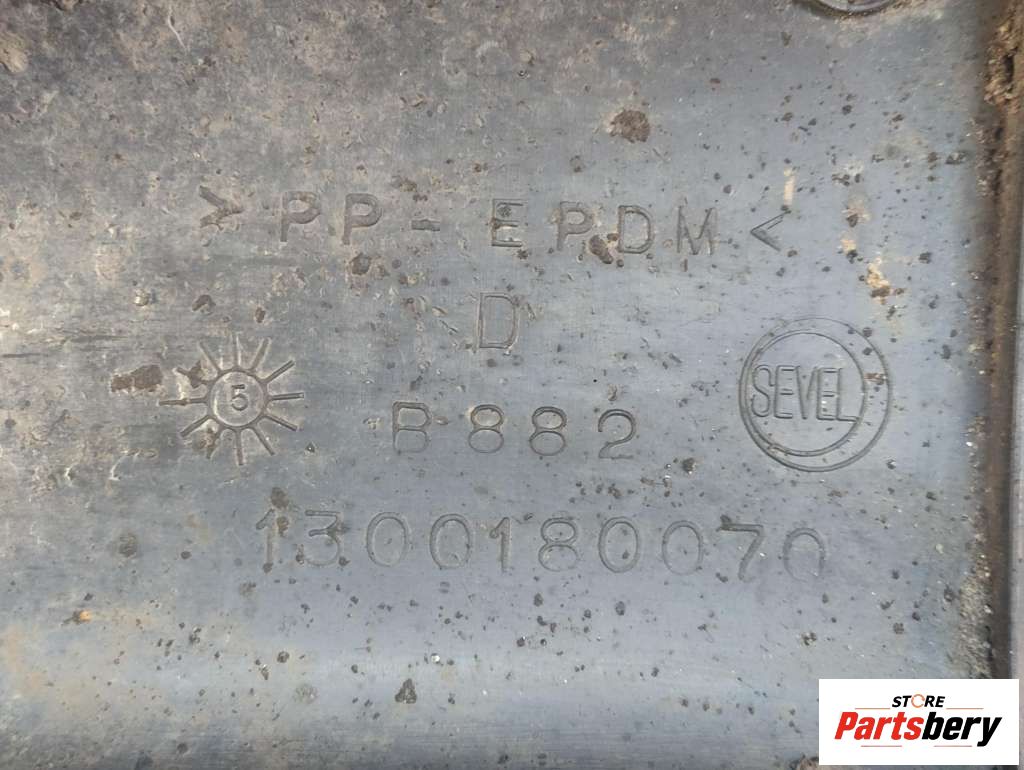 >PP-EPDM<
D
5
SEVEL
B882
1300180070
STORE
Partsbery